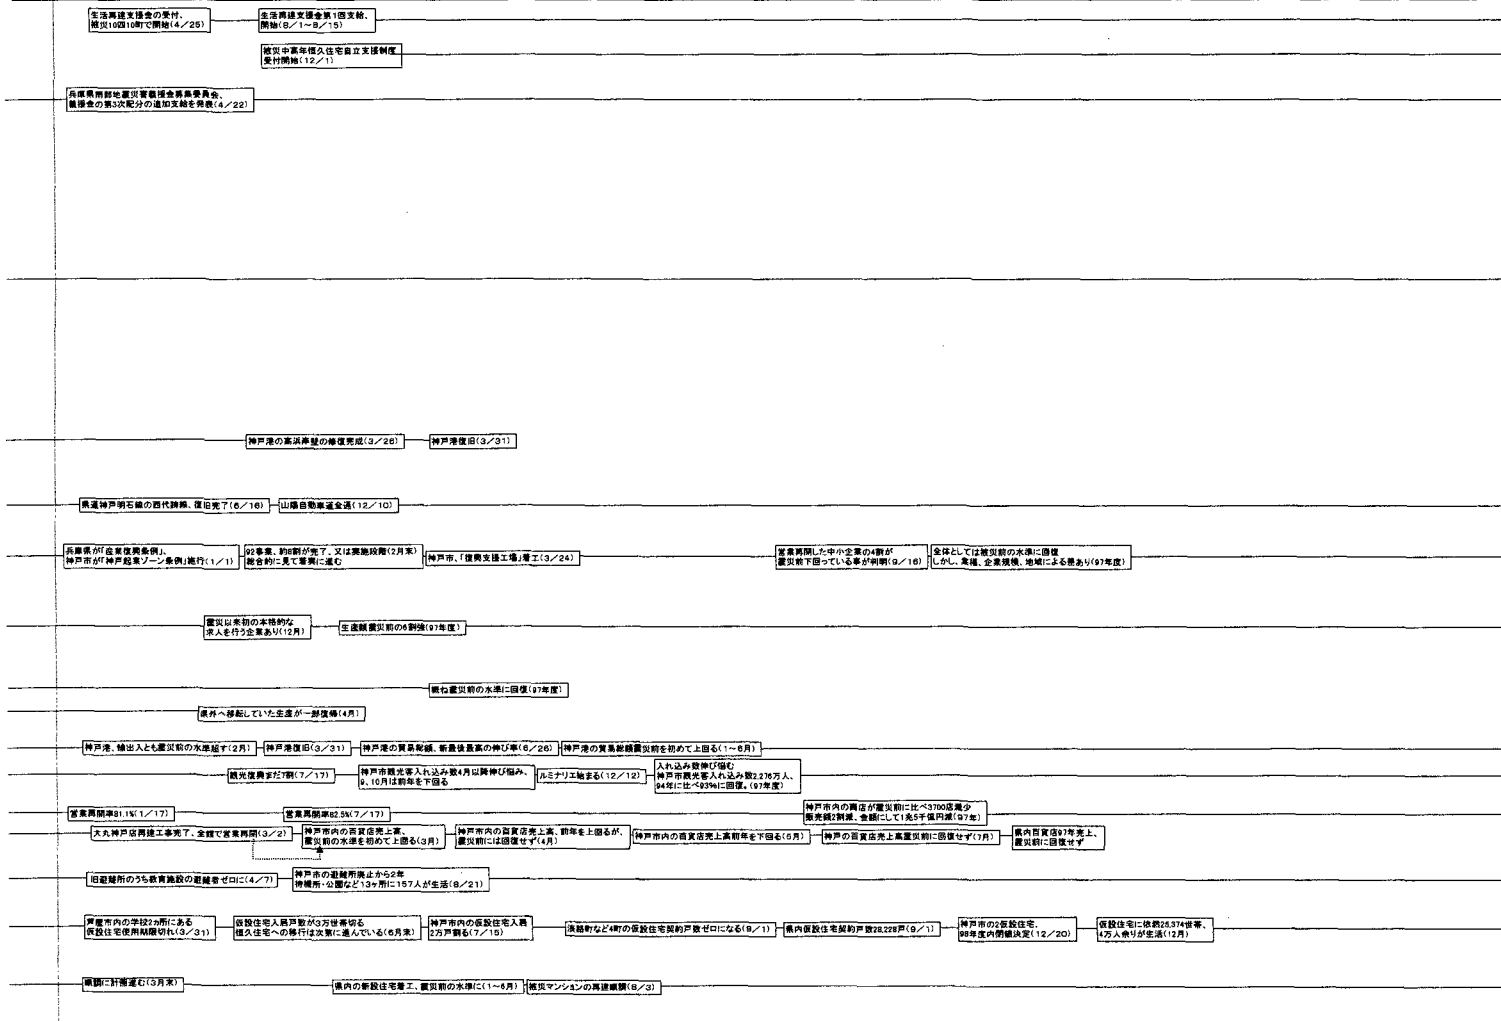 生活再建支援金の受付、
被災10市10町で開始(4／25)
生活再建支援金第1回支給、
開始(8／1～8／15)
被災中高年恒久住宅自立支援制度
受付開始(12／1)
兵庫県南部地震災害義援金募集委員会、
義援金の第3次配分の追加支給を発表(4／22)
神戸港の高浜岸壁の修復完成(3／26)
神戸港復旧(3／31)
県道神戸明石線の西代跨線、復旧完了(6／16)
山陽自動車道全通(12／10)
兵庫県が「産業復興条例」、
神戸市が「神戸起業ゾーン条例」施行(1／1)
92事業、約8割が完了、又は実施段階(2月末)
総合的に見て着実に進む
神戸市、「復興支援工場」着工(3／24)
営業再開した中小企業の4割が
震災前下回っている事が判明(9／16)
全体としては被災前の水準に回復
しかし、業種、企業規模、地域による差あり(97年度)
震災以来初の本格的な
求人を行う企業あり(12月)
生産額震災前の6割強(97年度)
概ね震災前の水準に回復(97年度)
県外へ移転していた生産が一部復帰(4月)
神戸港、輸出入とも震災前の水準超す(2月)
神戸港復旧(3／31)
神戸港の貿易総額、新最後最高の伸び率(6／26)
神戸港の貿易総額震災前を初めて上回る(1～6月)
観光復興まだ7割(7／17)
神戸市観光客入れ込み数4月以降伸び悩み、
9、10月は前年を下回る
ルミナリエ始まる(12／12)
入れ込み数伸び悩む
神戸市観光客入れ込み数2,276万人、
94年に比べ93%に回復。(97年度)
営業再開率81.1%(1／17)
営業再開率82.5%(7／17)
神戸市内の商店が震災前に比べ3700店減少
販売額2割減、金額にして1兆5千億円減(97年)
大丸神戸店再建工事完了、全館で営業再開(3／2)
神戸市内の百貨店売上高、
震災前の水準を初めて上回る(3月)
神戸市内の百貨店売上高、前年を上回るが、
震災前には回復せず(4月)
神戸市内の百貨店売上高前年を下回る(5月)
神戸の百貨店売上高震災前に回復せず(7月)
県内百貨店97年売上、
震災前に回復せず
旧避難所のうち教育施設の避難者ゼロに(4／7)
神戸市の避難所廃止から2年
待機所・公園など13ヶ所に157人が生活(8／21)
芦屋市内の学校2ヵ所にある
仮設住宅使用期限切れ(3／31)
仮設住宅入居戸数が3万世帯切る
恒久住宅への移行は次第に進んでいる(6月末)
神戸市内の仮設住宅入居
2万戸割る(7／15)
淡路町など4町の仮設住宅契約戸数ゼロになる(9／1)
県内仮設住宅契約戸数28,228戸(9／1)
神戸市の2仮設住宅、
98年度内閉鎖決定(12／20)
仮設住宅に依然25,374世帯、
4万人余りが生活(12月)
順調に計画進む(3月末)
県内の新設住宅着工、震災前の水準に(1～6月)
被災マンションの再建順調(8／3)